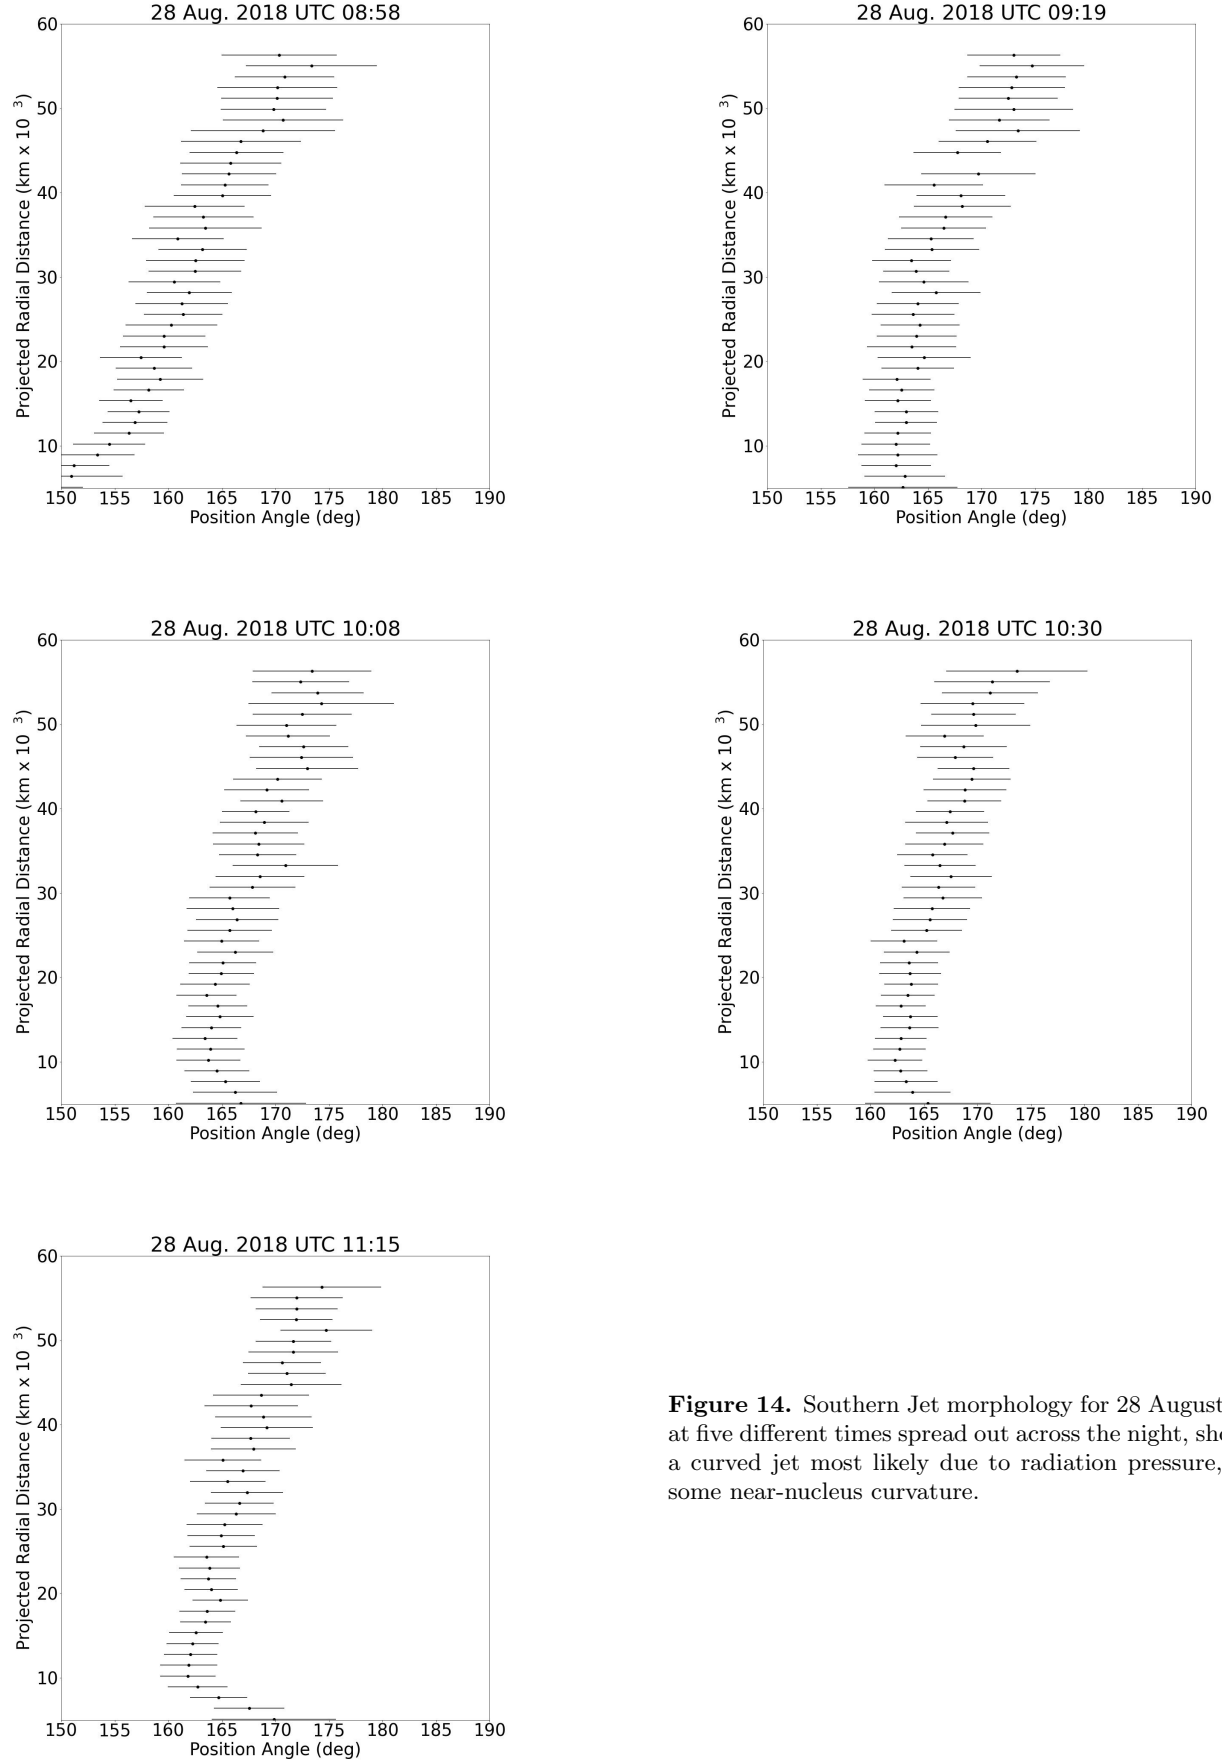 28 Aug. 2018 UTC 08:58
60
50
40
30
20
10
Projected Radial Distance (km x 10 3)
150 155 160 165 170 175 180 185 190
Position Angle (deg)
28 Aug. 2018 UTC 09:19
60
50
40
30
20
10
Projected Radial Distance (km x 10 3)
150 155 160 165 170 175 180 185 190
Position Angle (deg)
28 Aug. 2018 UTC 10:08
60
50
40
30
20
10
Projected Radial Distance (km x 10 3)
150 155 160 165 170 175 180 185 190
Position Angle (deg)
28 Aug. 2018 UTC 10:30
60
50
40
30
20
10
Projected Radial Distance (km x 10 3)
150 155 160 165 170 175 180 185 190
Position Angle (deg)
28 Aug. 2018 UTC 11:15
60
50
40
30
20
10
Projected Radial Distance (km x 10 3)
150 155 160 165 170 175 180 185 190
Position Angle (deg)
Figure 14. Southern Jet morphology for 28 August
at five different times spread out across the night,
a curved jet most likely due to radiation pressure,
some near-nucleus curvature.